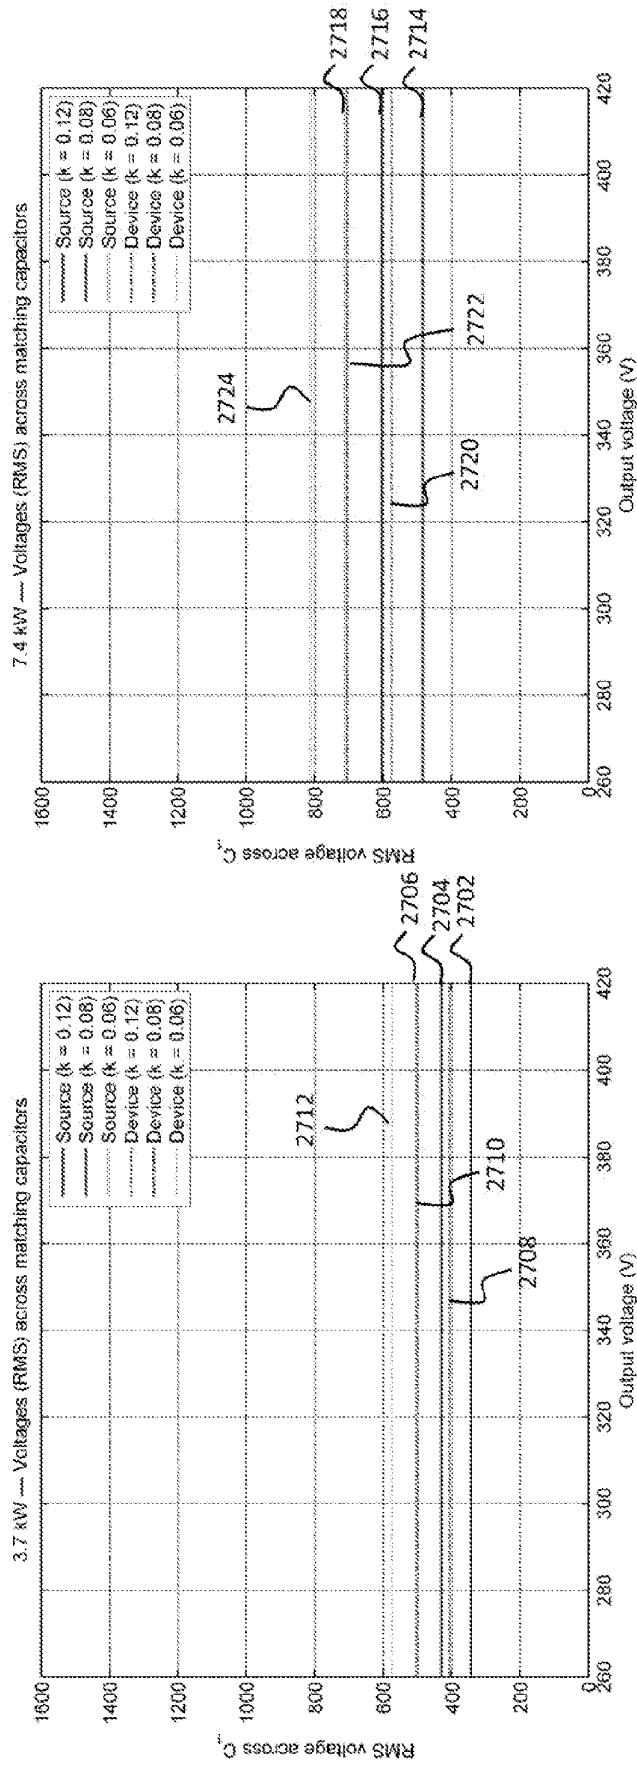 3.7 kW — Voltages (RMS) across matching capacitors
RMS voltage across C₁
1600
1400
1200
1000
800
600
400
200
0
260
280
300
320
340
360
380
400
420
Output voltage (V)
Source (k = 0.12)
Source (k = 0.08)
Source (k = 0.06)
Device (k = 0.12)
Device (k = 0.08)
Device (k = 0.06)
2712
2710
2708
2706
2704
2702
7.4 kW — Voltages (RMS) across matching capacitors
RMS voltage across C₁
1600
1400
1200
1000
800
600
400
200
0
260
280
300
320
340
360
380
400
420
Output voltage (V)
Source (k = 0.12)
Source (k = 0.08)
Source (k = 0.06)
Device (k = 0.12)
Device (k = 0.08)
Device (k = 0.06)
2724
2722
2720
2718
2716
2714